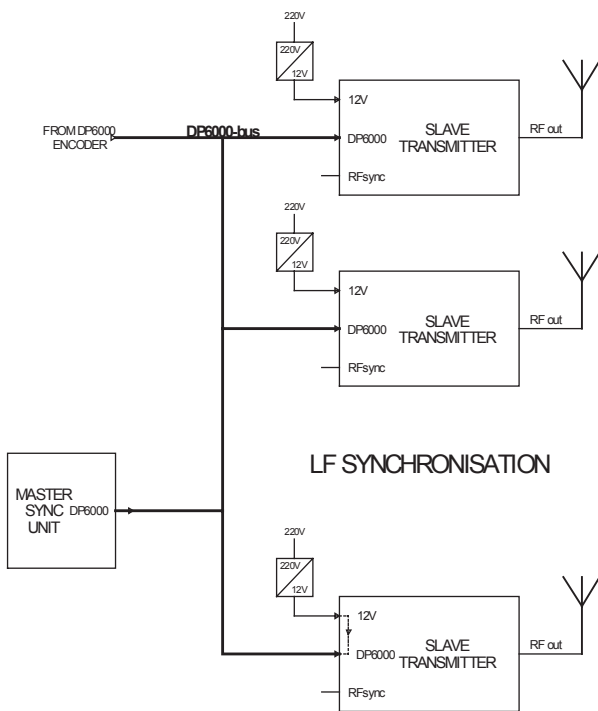 220V
220V
12V
12V
FROM DP6000
ENCODER
DP6000-bus
DP6000
SLAVE
TRANSMITTER
RF out
RFsync
220V
220V
12V
12V
DP6000
SLAVE
TRANSMITTER
RF out
RFsync
LF SYNCHRONISATION
MASTER
SYNC
UNIT
DP6000
220V
220V
12V
12V
DP6000
SLAVE
TRANSMITTER
RF out
RFsync